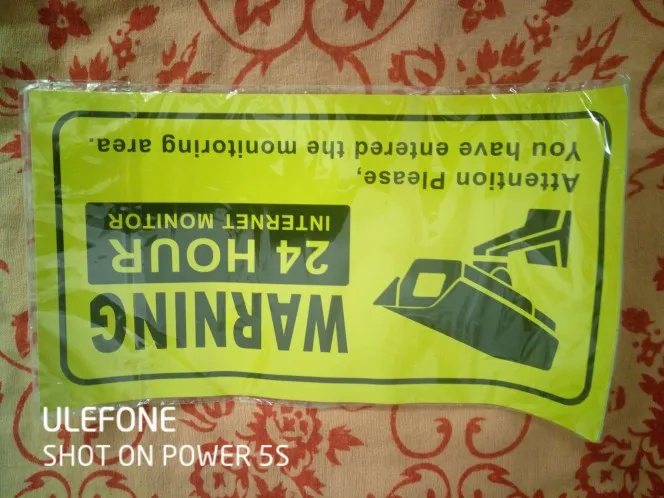 WARNING
24 HOUR
INTERNET MONITOR
Attention Please,
You have entered the monitoring area.
ULEFONE
SHOT ON POWER 5S